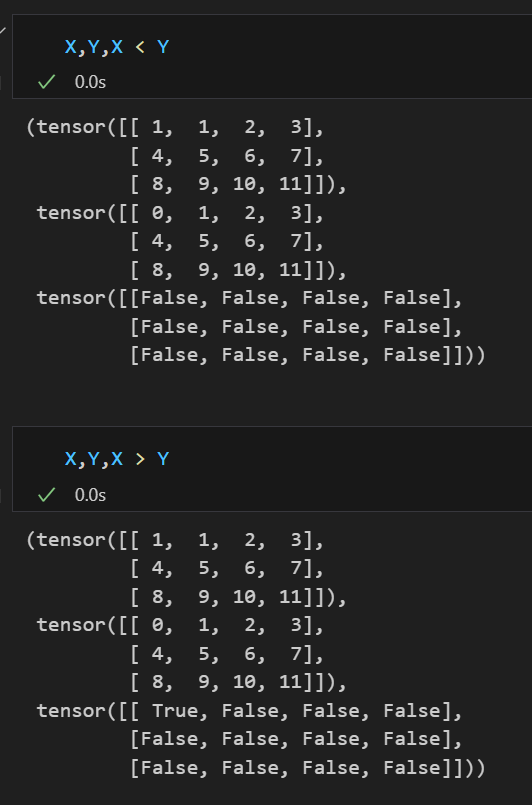 X,Y,X < Y
0.0s
(tensor([[ 1,  1,  2,  3],
         [ 4,  5,  6,  7],
         [ 8,  9, 10, 11]]),
 tensor([[ 0,  1,  2,  3],
         [ 4,  5,  6,  7],
         [ 8,  9, 10, 11]]),
 tensor([[False, False, False, False],
         [False, False, False, False],
         [False, False, False, False]]))
X,Y,X > Y
0.0s
(tensor([[ 1,  1,  2,  3],
         [ 4,  5,  6,  7],
         [ 8,  9, 10, 11]]),
 tensor([[ 0,  1,  2,  3],
         [ 4,  5,  6,  7],
         [ 8,  9, 10, 11]]),
 tensor([[ True, False, False, False],
         [False, False, False, False],
         [False, False, False, False]]))